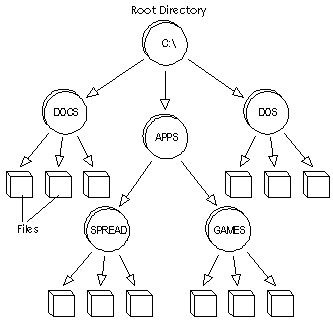 Root Directory
C:\
DOCS
DOS
APPS
Files
SPREAD
GAMES